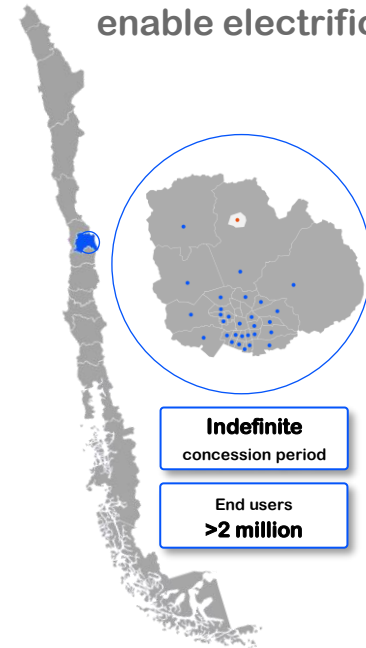 enable electrific
Indefinite
concession period
End users
>2 million